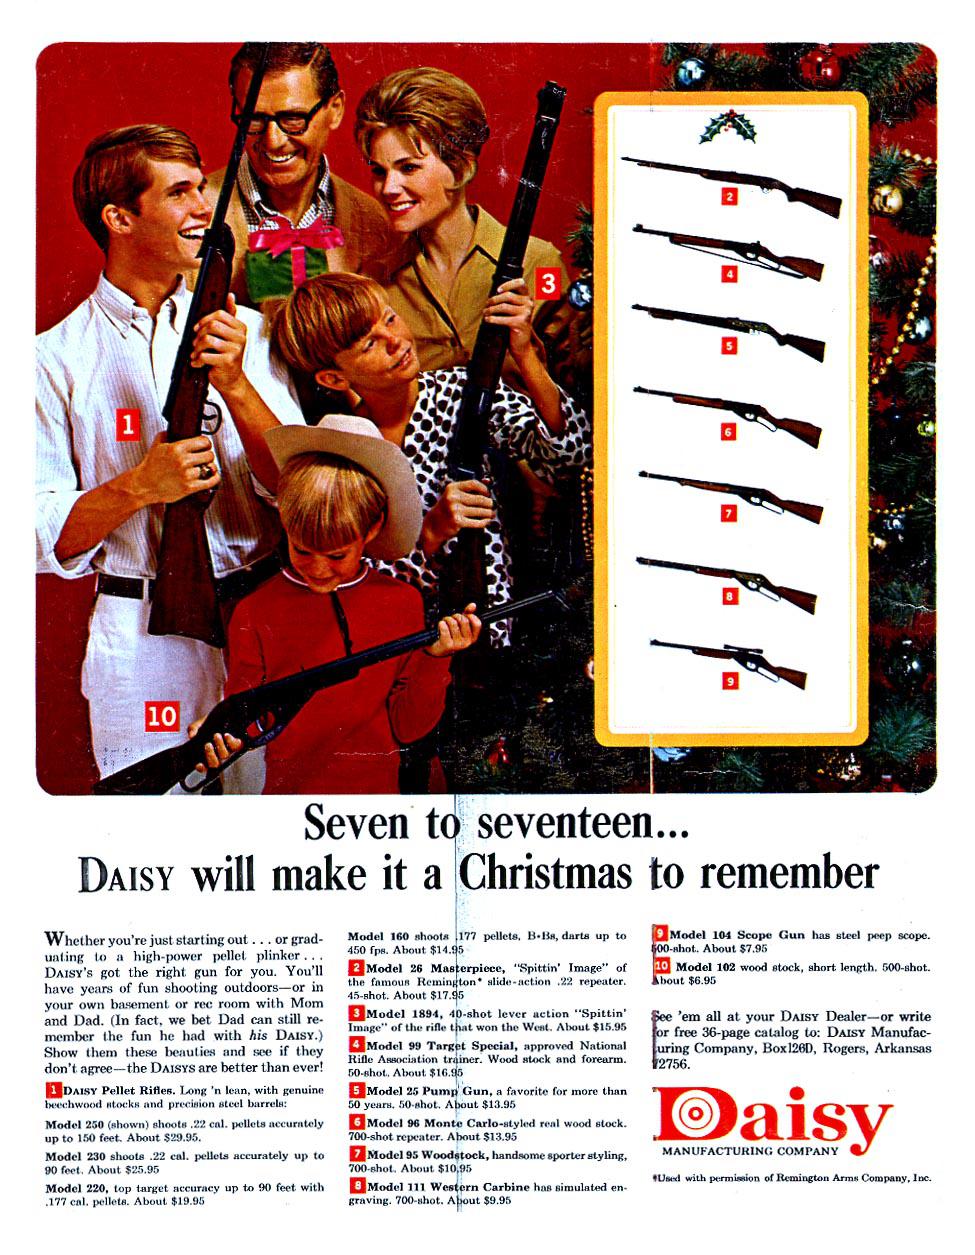 1
3
10
2
4
5
6
7
8
9
Seven to seventeen...
DAISY will make it a Christmas to remember
Whether you're just starting out . . . or grad-
uating to a high-power pellet plinker . . .
DAISY's got the right gun for you. You'll
have years of fun shooting outdoors—or in
your own basement or rec room with Mom
and Dad. (In fact, we bet Dad can still re-
member the fun he had with his DAISY.)
Show them these beauties and see if they
don't agree—the DAISYS are better than ever!
1 DAISY Pellet Rifles. Long 'n lean, with genuine
beechwood stocks and precision steel barrels:
Model 250 (shown) shoots .22 cal. pellets accurately
up to 150 feet. About $29.95.
Model 230 shoots .22 cal. pellets accurately up to
90 feet. About $25.95
Model 220, top target accuracy up to 90 feet with
.177 cal. pellets. About $19.95
Model 160 shoots .177 pellets, B·Bs, darts up to
450 fps. About $14.95
2 Model 26 Masterpiece, "Spittin' Image" of
the famous Remington* slide-action .22 repeater.
45-shot. About $17.95
3 Model 1894, 40-shot lever action "Spittin'
Image" of the rifle that won the West. About $15.95
4 Model 99 Target Special, approved National
Rifle Association trainer. Wood stock and forearm.
50-shot. About $16.95
5 Model 25 Pump Gun, a favorite for more than
50 years. 50-shot. About $13.95
6 Model 96 Monte Carlo-styled real wood stock.
700-shot repeater. About $13.95
7 Model 95 Woodstock, handsome sporter styling,
700-shot. About $10.95
8 Model 111 Western Carbine has simulated en-
graving. 700-shot. About $9.95
9 Model 104 Scope Gun has steel peep scope.
500-shot. About $7.95
10 Model 102 wood stock, short length. 500-shot.
About $6.95
See 'em all at your DAISY Dealer—or write
for free 36-page catalog to: DAISY Manufac-
turing Company, Box 126D, Rogers, Arkansas
72756.
Daisy
MANUFACTURING COMPANY
*Used with permission of Remington Arms Company, Inc.